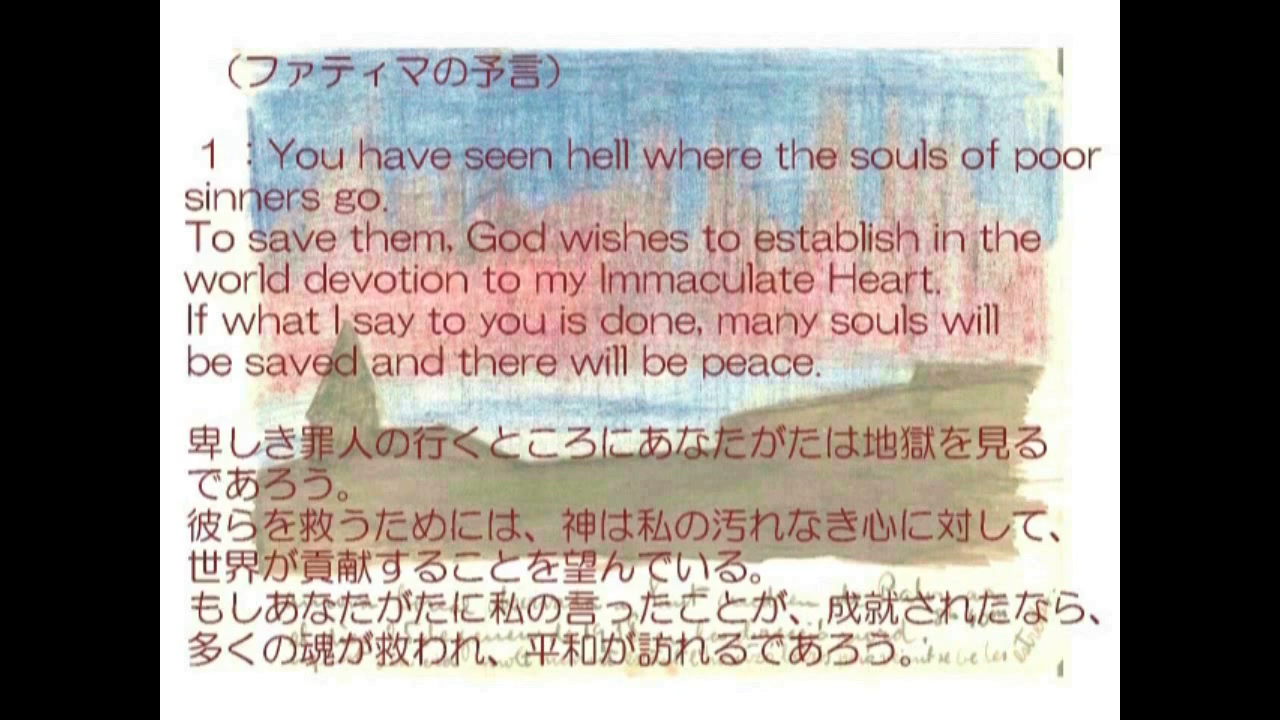 （ファティマの予言）
１：You have seen hell where the souls of poor
sinners go.
To save them, God wishes to establish in the
world devotion to my Immaculate Heart.
If what I say to you is done, many souls will
be saved and there will be peace.
卑しき罪人の行くところにあなたがたは地獄を見る
であろう。
彼らを救うためには、神は私の汚れなき心に対して、
世界が貢献することを望んでいる。
もしあなたがたに私の言ったことが、成就されたなら、
多くの魂が救われ、平和が訪れるであろう。